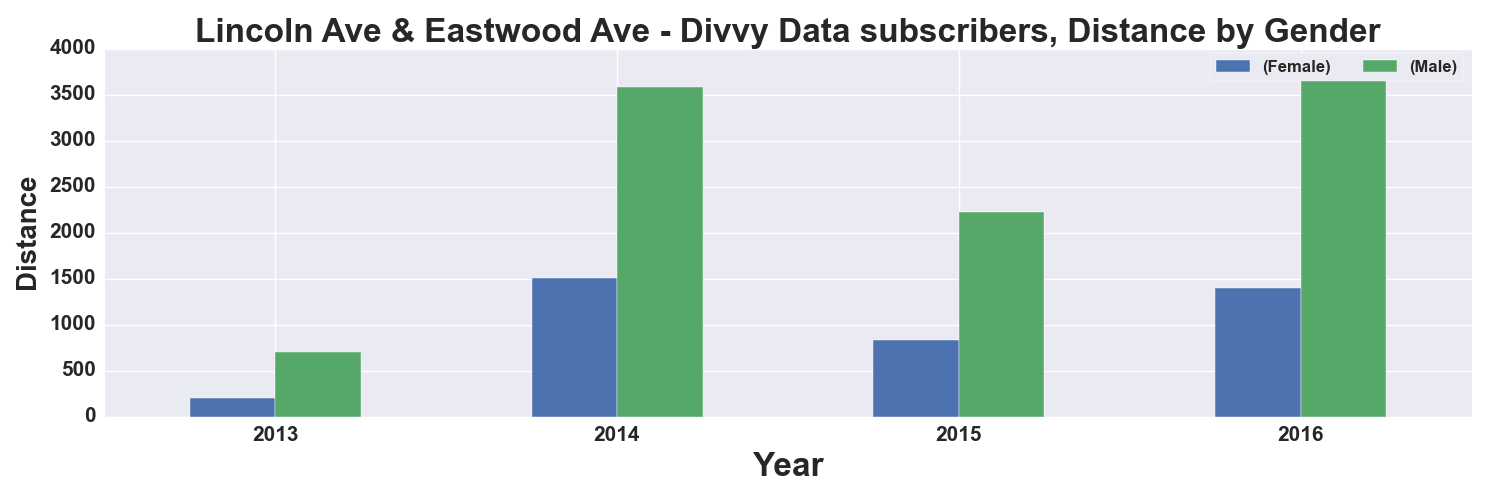 Lincoln Ave & Eastwood Ave - Divvy Data subscribers, Distance by Gender
(Female) (Male)
Distance
4000
3500
3000
2500
2000
1500
1000
500
0
2013 2014 2015 2016
Year